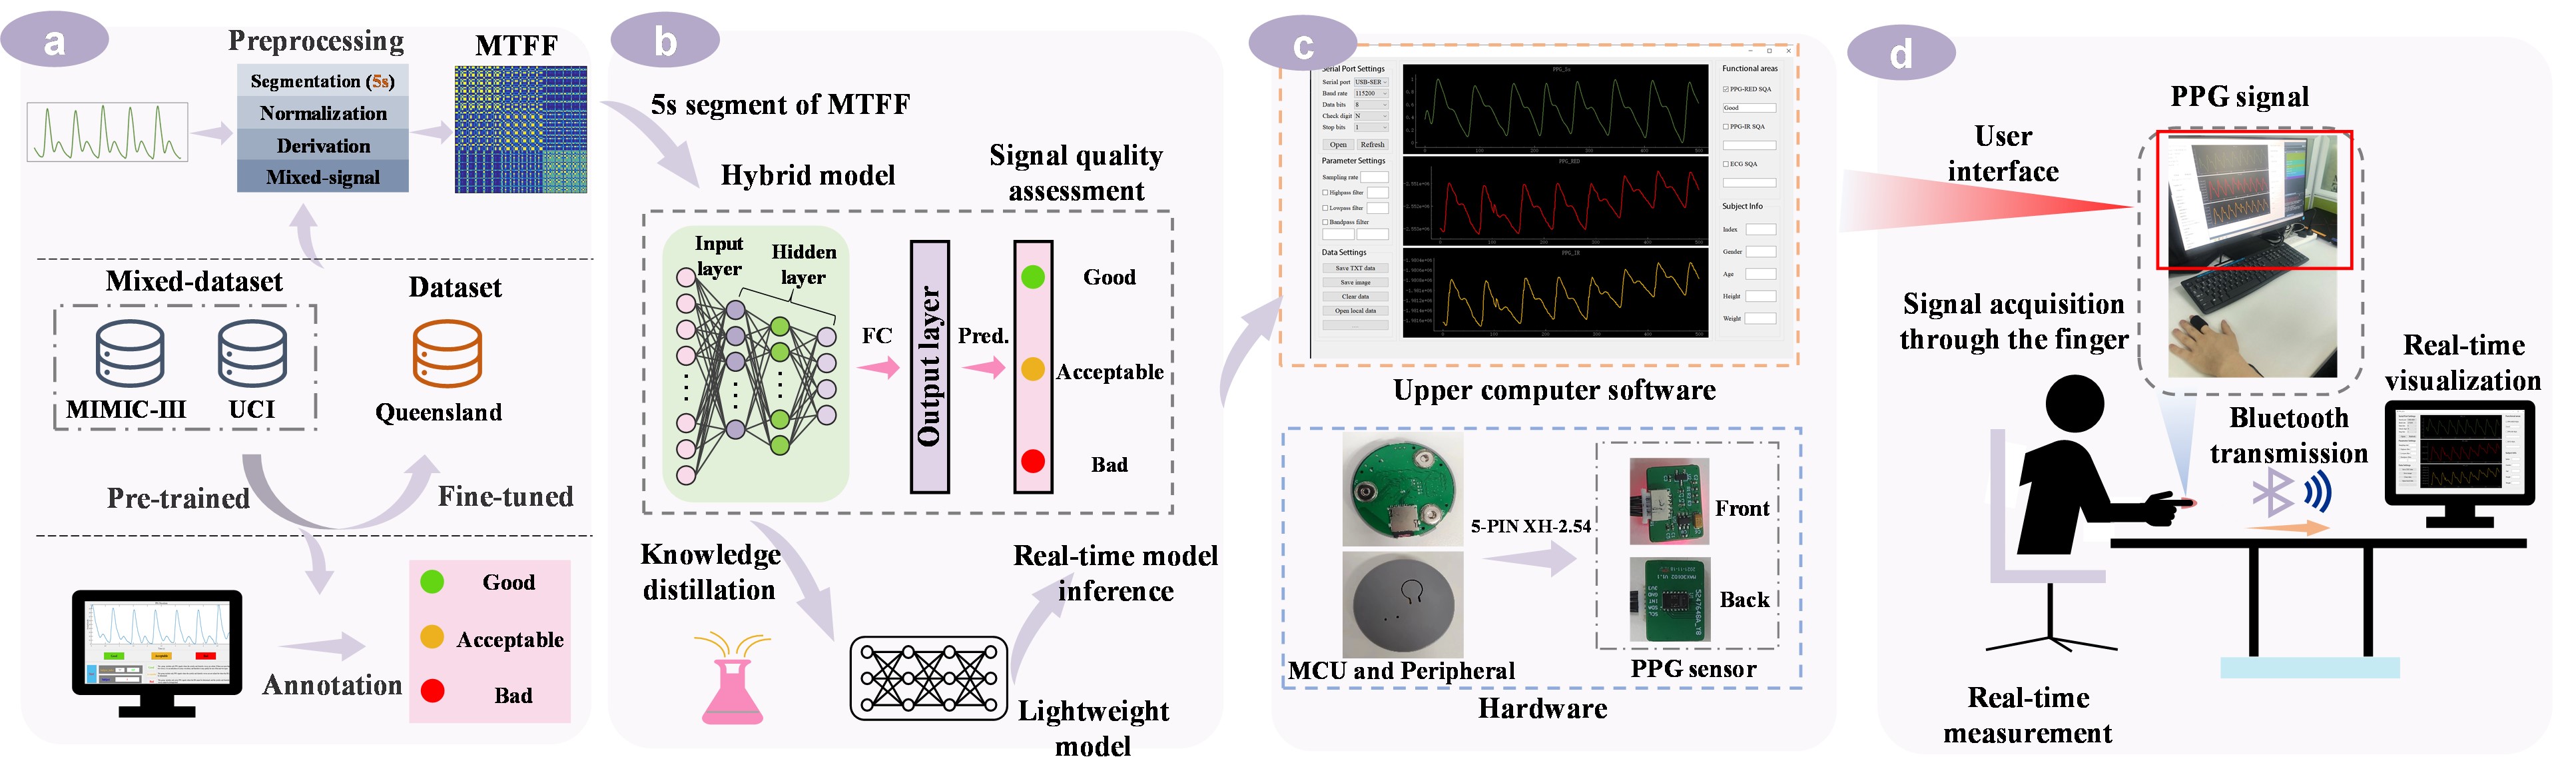 a
Preprocessing
MTFF
Segmentation (5s)
Normalization
Derivation
Mixed-signal
Mixed-dataset
Dataset
MIMIC-III
UCI
Queensland
Pre-trained
Fine-tuned
Annotation
Good
Acceptable
Bad
b
5s segment of MTFF
Hybrid model
Signal quality
assessment
Input
layer
Hidden
layer
FC
Output layer
Pred.
Good
Acceptable
Bad
Knowledge
distillation
Real-time model
inference
Lightweight
model
c
Serial Port Settings
Serial port
USB-SER
Baud rate
115200
Data bits
8
Check digit
N
Stop bits
1
Open
Refresh
Parameter Settings
Sampling rate
Highpass filter
Lowpass filter
Bandpass filter
Data Settings
Save TXT data
Save image
Clear data
Open local data
...
PPG_RED
PPG_IR
Functional areas
PPG-RED SQA
Good
PPG-IR SQA
ECG SQA
Subject Info
Index
Gender
Age
Height
Weight
Upper computer software
5-PIN XH-2.54
Front
Back
MCU and Peripheral
PPG sensor
Hardware
d
User
interface
PPG signal
Signal acquisition
through the finger
Real-time
visualization
Bluetooth
transmission
Real-time
measurement